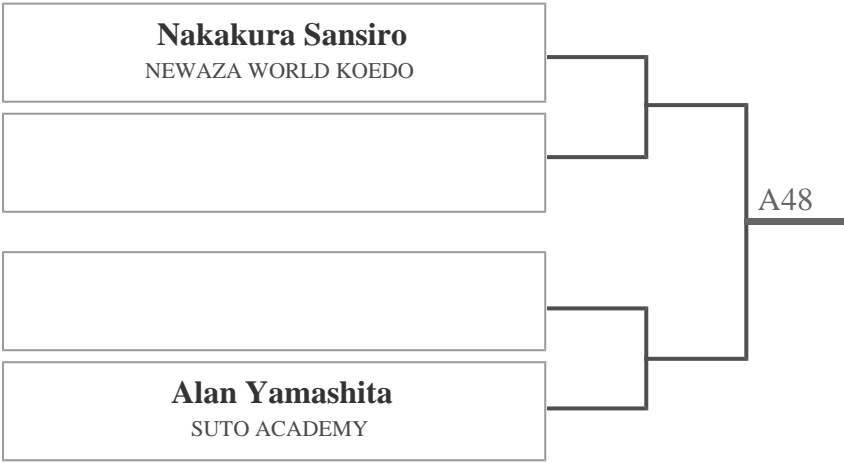 Nakakura Sansiro
NEWAZA WORLD KOEDO
A48
Alan Yamashita
SUTO ACADEMY